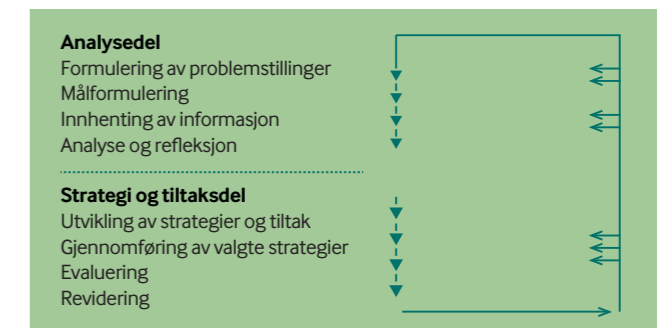 Analysedel
Formulering av problemstillinger
Målformulering
Innhenting av informasjon
Analyse og refleksjon
Strategi og tiltaksdel
Utvikling av strategier og tiltak
Gjennomføring av valgte strategier
Evaluering
Revidering